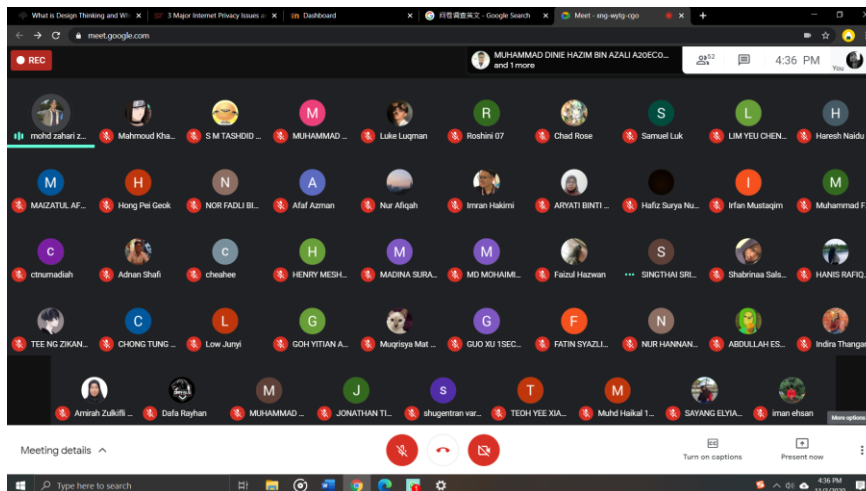 What is Design Thinking and Wh
3 Major Internet Privacy Issues a
Dashboard
问卷调查英文 - Google Search
Meet - xng-wytg-cgo
meet.google.com
REC
MUHAMMAD DINIE HAZIM BIN AZALI A20EC0...
and 1 more
52
4:36 PM
You
mohd zahari z...
Mahmoud Kha...
S M TASHDID ...
M
MUHAMMAD ...
Luke Luqman
R
Roshini 07
Chad Rose
S
Samuel Luk
L
LIM YEU CHEN...
H
Haresh Naidu
M
MAIZATUL AF...
H
Hong Pei Geok
N
NOR FADLI BI...
A
Afaf Azman
Nur Afiqah
Imran Hakimi
ARYATI BINTI ...
Hafiz Surya Nu...
I
Irfan Mustaqim
M
Muhammad F
c
ctnumadiah
Adnan Shafi
c
cheahee
H
HENRY MESH...
M
MADINA SURA...
M
MD MOHAIMI...
Faizul Hazwan
S
SINGTHAI SRI...
Shabrinaa Sals...
HANIS RAFIQ
TEE NG ZIKAN...
C
CHONG TUNG ...
L
Low Junyi
G
GOH YITIAN A...
Muqrisya Mat ...
G
GUO XU 1SEC...
F
FATIN SYAZLI...
N
NUR HANNAN...
ABDULLAH ES...
Indira Thangar
Amirah Zulkifli ...
Dafa Rayhan
M
MUHAMMAD ...
J
JONATHAN TI...
s
shugentran var...
T
TEOH YEE XIA...
M
Muhd Haikal 1...
SAYANG ELYIA...
iman ehsan
More options
Meeting details
Turn on captions
Present now
Type here to search
4:36 PM